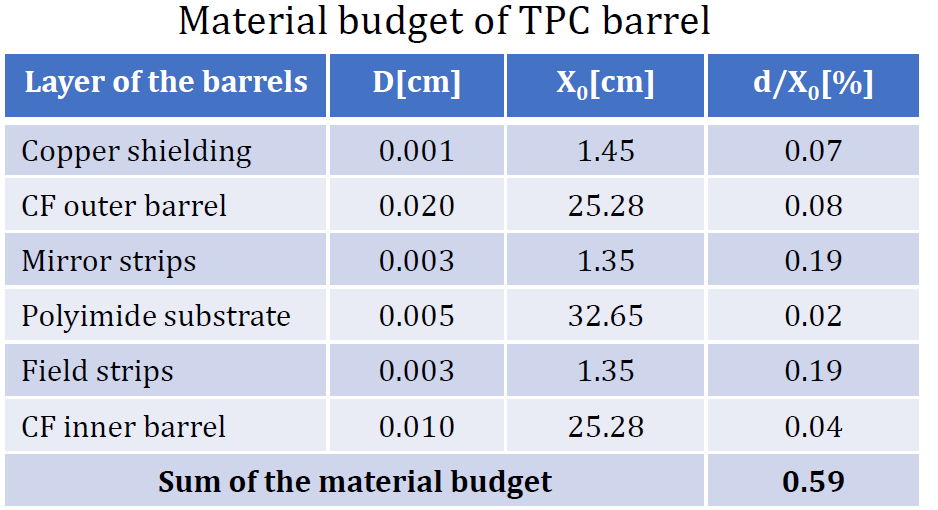 Material budget of TPC barrel
Layer of the barrels D[cm] X₀[cm] d/X₀[%]
Copper shielding 0.001 1.45 0.07
CF outer barrel 0.020 25.28 0.08
Mirror strips 0.003 1.35 0.19
Polyimide substrate 0.005 32.65 0.02
Field strips 0.003 1.35 0.19
CF inner barrel 0.010 25.28 0.04
Sum of the material budget 0.59